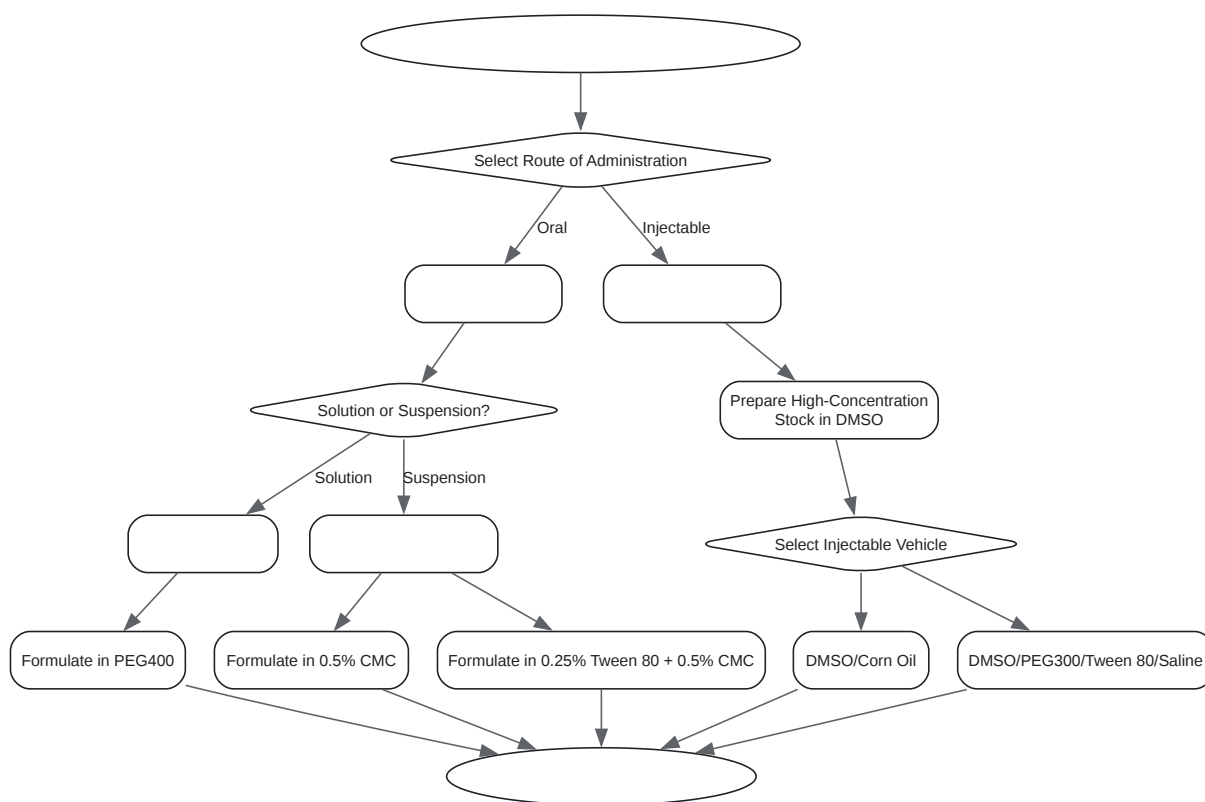 Select Route of Administration
Oral
Injectable
Prepare High-Concentration
Stock in DMSO
Solution or Suspension?
Solution
Suspension
Select Injectable Vehicle
Formulate in PEG400
Formulate in 0.5% CMC
Formulate in 0.25% Tween 80 + 0.5% CMC
DMSO/Corn Oil
DMSO/PEG300/Tween 80/Saline